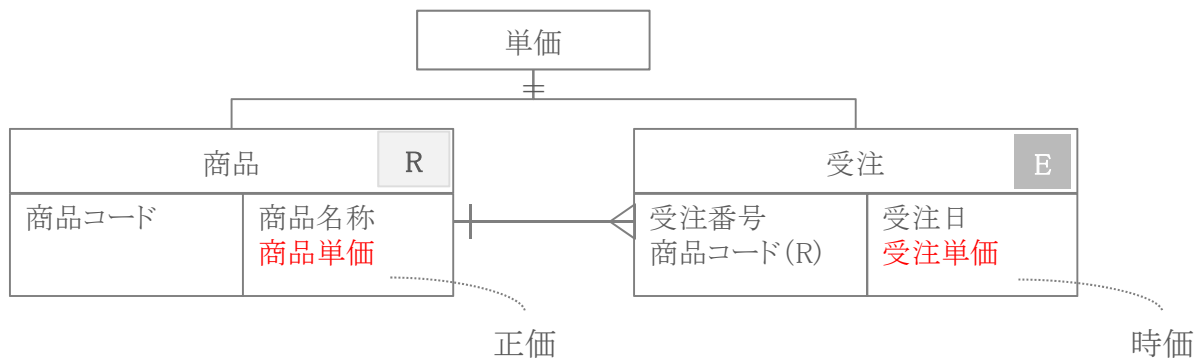 単価
商品
R
受注
E
商品コード
商品名称
商品単価
受注番号
商品コード(R)
受注日
受注単価
正価
時価